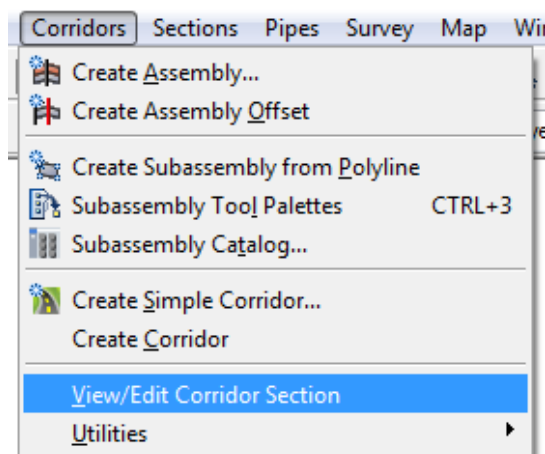 Corridors Sections Pipes Survey Map
Create Assembly...
Create Assembly Offset
Create Subassembly from Polyline
Subassembly Tool Palettes CTRL+3
Subassembly Catalog...
Create Simple Corridor...
Create Corridor
View/Edit Corridor Section
Utilities